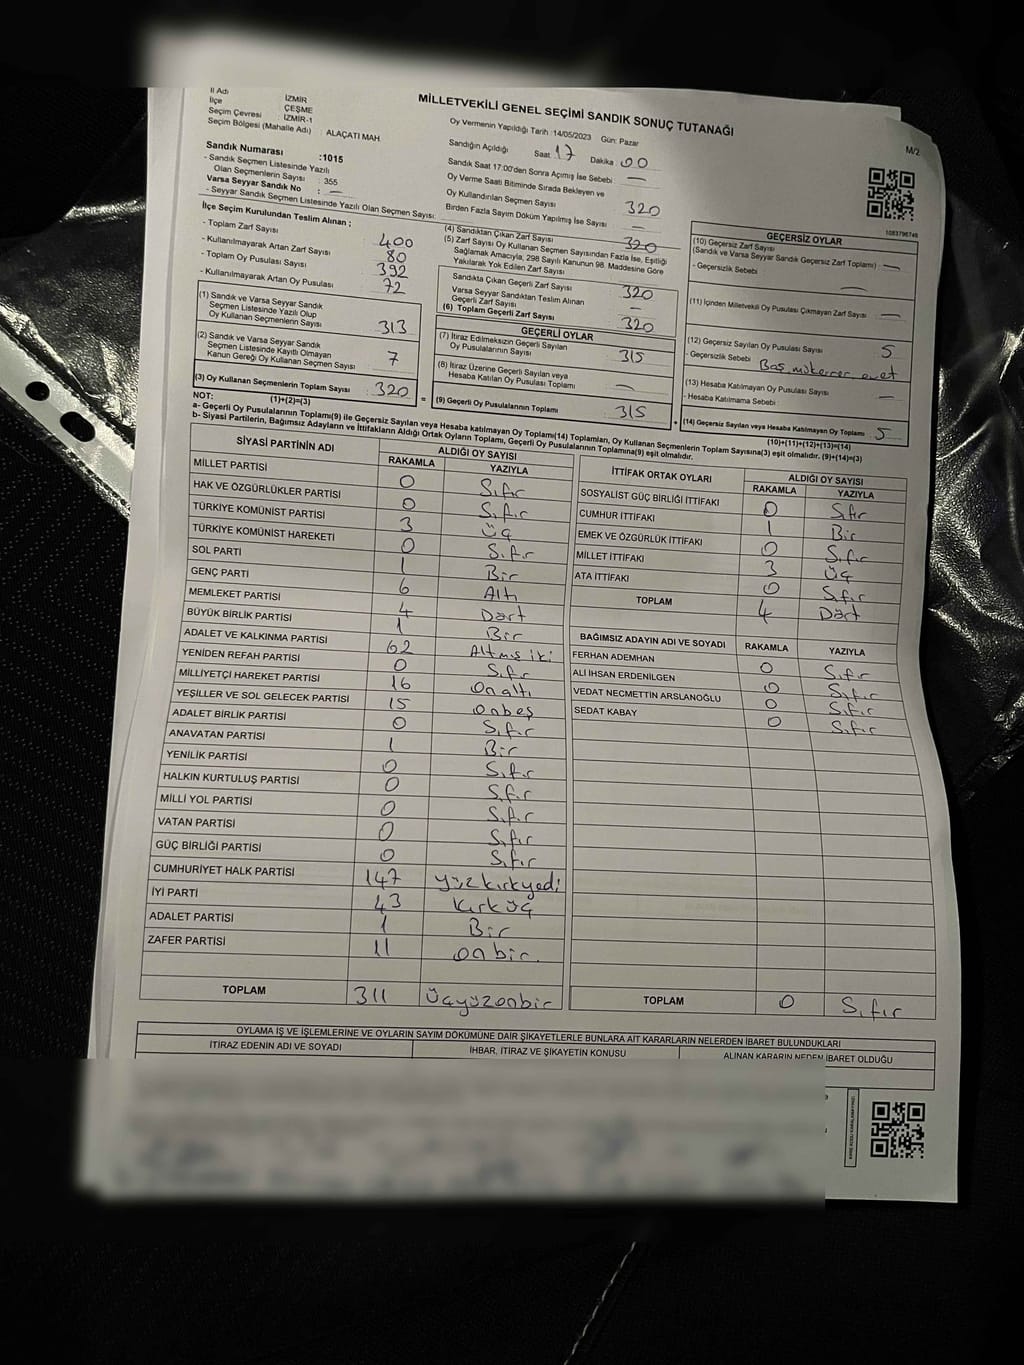 MİLLETVEKİLİ GENEL SEÇİMİ SANDIK SONUÇ TUTANAĞI
M/2
İl Adı İZMİR
İlçe ÇEŞME
Seçim Çevresi İZMİR-1
Seçim Bölgesi (Mahalle Adı) ALAÇATI MAH.
Sandık Numarası :1015
- Sandık Seçmen Listesinde Yazılı
Olan Seçmenlerin Sayısı : 355
Varsa Seyyar Sandık No : —
- Seyyar Sandık Seçmen Listesinde Yazılı Olan Seçmen Sayısı
Oy Vermenin Yapıldığı Tarih :14/05/2023 Gün: Pazar
Sandığın Açıldığı Saat 17 Dakika 00
Sandık Saat 17:00'den Sonra Açımış İse Sebebi : —
Oy Verme Saati Bitiminde Sırada Bekleyen ve
Oy Kullandırılan Seçmen Sayısı 320
Birden Fazla Sayım Döküm Yapılmış İse Sayısı —
İlçe Seçim Kurulundan Teslim Alınan ;
- Toplam Zarf Sayısı 400
- Kullanılmayarak Artan Zarf Sayısı 80
- Toplam Oy Pusulası Sayısı 392
- Kullanılmayarak Artan Oy Pusulası 72
(1) Sandık ve Varsa Seyyar Sandık
Seçmen Listesinde Yazılı Olup
Oy Kullanan Seçmenlerin Sayısı 313
(2) Sandık ve Varsa Seyyar Sandık
Seçmen Listesinde Kayıtlı Olmayan
Kanun Gereği Oy Kullanan Seçmen Sayısı 7
(3) Oy Kullanan Seçmenlerin Toplam Sayısı 320
(1)+(2)=(3)
(4) Sandıktan Çıkan Zarf Sayısı 320
(5) Zarf Sayısı Oy Kullanan Seçmen Sayısından Fazla İse, Eşitliği
Sağlamak Amacıyla, 298 Sayılı Kanunun 98. Maddesine Göre
Yakılarak Yok Edilen Zarf Sayısı
Sandıkta Çıkan Geçerli Zarf Sayısı 320
Varsa Seyyar Sandıktan Teslim Alınan
Geçerli Zarf Sayısı —
(6) Toplam Geçerli Zarf Sayısı 320
GEÇERLİ OYLAR
(7) İtiraz Edilmeksizin Geçerli Sayılan
Oy Pusulalarının Sayısı 315
(8) İtiraz Üzerine Geçerli Sayılan veya
Hesaba Katılan Oy Pusulası Toplamı —
= (9) Geçerli Oy Pusulalarının Toplamı 315
1083796746
GEÇERSİZ OYLAR
(10) Geçersiz Zarf Sayısı
(Sandık ve Varsa Seyyar Sandık Geçersiz Zarf Toplamı) —
- Geçersizlik Sebebi —
(11) İçinden Milletvekili Oy Pusulası Çıkmayan Zarf Sayısı —
(12) Geçersiz Sayılan Oy Pusulası Sayısı 5
- Geçersizlik Sebebi Boş mükerrer evet
(13) Hesaba Katılmayan Oy Pusulası Sayısı —
- Hesaba Katılmama Sebebi
+ (14) Geçersiz Sayılan veya Hesaba Katılmayan Oy Toplamı 5
(10)+(11)+(12)+(13)=(14)
NOT:
a- Geçerli Oy Pusulalarının Toplamı(9) ile Geçersiz Sayılan veya Hesaba katılmayan Oy Toplamı(14) Toplamları, Oy Kullanan Seçmenlerin Toplam Sayısına(3) eşit olmalıdır. (9)+(14)=(3)
b- Siyasi Partilerin, Bağımsız Adayların ve İttifakların Aldığı Ortak Oyların Toplamı, Geçerli Oy Pusulalarının Toplamına(9) eşit olmalıdır.
SİYASİ PARTİNİN ADI ALDIĞI OY SAYISI
RAKAMLA YAZIYLA
MİLLET PARTİSİ 0 Sıfır
HAK VE ÖZGÜRLÜKLER PARTİSİ 0 Sıfır
TÜRKİYE KOMÜNİST PARTİSİ 3 Üç
TÜRKİYE KOMÜNİST HAREKETİ 0 Sıfır
SOL PARTİ 1 Bir
GENÇ PARTİ 6 Altı
MEMLEKET PARTİSİ 4 Dört
BÜYÜK BİRLİK PARTİSİ 1 Bir
ADALET VE KALKINMA PARTİSİ 62 Altmış iki
YENİDEN REFAH PARTİSİ 0 Sıfır
MİLLİYETÇİ HAREKET PARTİSİ 16 Onaltı
YEŞİLLER VE SOL GELECEK PARTİSİ 15 Onbeş
ADALET BİRLİK PARTİSİ 0 Sıfır
ANAVATAN PARTİSİ 1 Bir
YENİLİK PARTİSİ 0 Sıfır
HALKIN KURTULUŞ PARTİSİ 0 Sıfır
MİLLİ YOL PARTİSİ 0 Sıfır
VATAN PARTİSİ 0 Sıfır
GÜÇ BİRLİĞİ PARTİSİ 0 Sıfır
CUMHURİYET HALK PARTİSİ 147 yüzkırkyedi
İYİ PARTİ 43 Kırküç
ADALET PARTİSİ 1 Bir
ZAFER PARTİSİ 11 onbir.
TOPLAM 311 Üçyüzonbir
İTTİFAK ORTAK OYLARI ALDIĞI OY SAYISI
RAKAMLA YAZIYLA
SOSYALİST GÜÇ BİRLİĞİ İTTİFAKI 0 Sıfır
CUMHUR İTTİFAKI 1 Bir
EMEK VE ÖZGÜRLÜK İTTİFAKI 0 Sıfır
MİLLET İTTİFAKI 3 Üç
ATA İTTİFAKI 0 Sıfır
TOPLAM 4 Dört
BAĞIMSIZ ADAYIN ADI VE SOYADI RAKAMLA YAZIYLA
FERHAN ADEMHAN 0 Sıfır
ALİ İHSAN ERDENİLGEN 0 Sıfır
VEDAT NECMETTİN ARSLANOĞLU 0 Sıfır
SEDAT KABAY 0 Sıfır
TOPLAM 0 Sıfır
OYLAMA İŞ VE İŞLEMLERİNE VE OYLARIN SAYIM DÖKÜMÜNE DAİR ŞİKAYETLERLE BUNLARA AİT KARARLARIN NELERDEN İBARET BULUNDUKLARI
İTİRAZ EDENİN ADI VE SOYADI İHBAR, İTİRAZ VE ŞİKAYETİN KONUSU ALINAN KARARIN NEDEN İBARET OLDUĞU